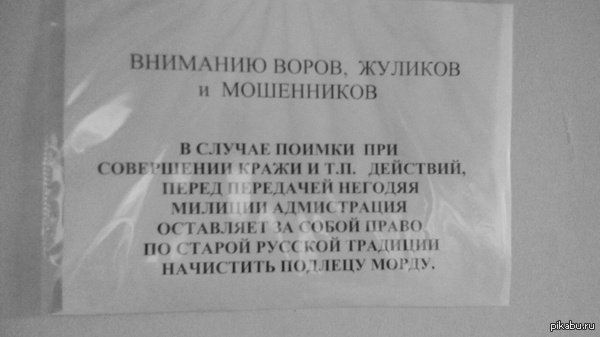 ВНИМАНИЮ ВОРОВ, ЖУЛИКОВ
и МОШЕННИКОВ
В СЛУЧАЕ ПОИМКИ ПРИ
СОВЕРШЕНИИ КРАЖИ И Т.П. ДЕЙСТВИЙ,
ПЕРЕД ПЕРЕДАЧЕЙ НЕГОДЯЯ
МИЛИЦИИ АДМИСТРАЦИЯ
ОСТАВЛЯЕТ ЗА СОБОЙ ПРАВО
ПО СТАРОЙ РУССКОЙ ТРАДИЦИИ
НАЧИСТИТЬ ПОДЛЕЦУ МОРДУ.
pikabu.ru